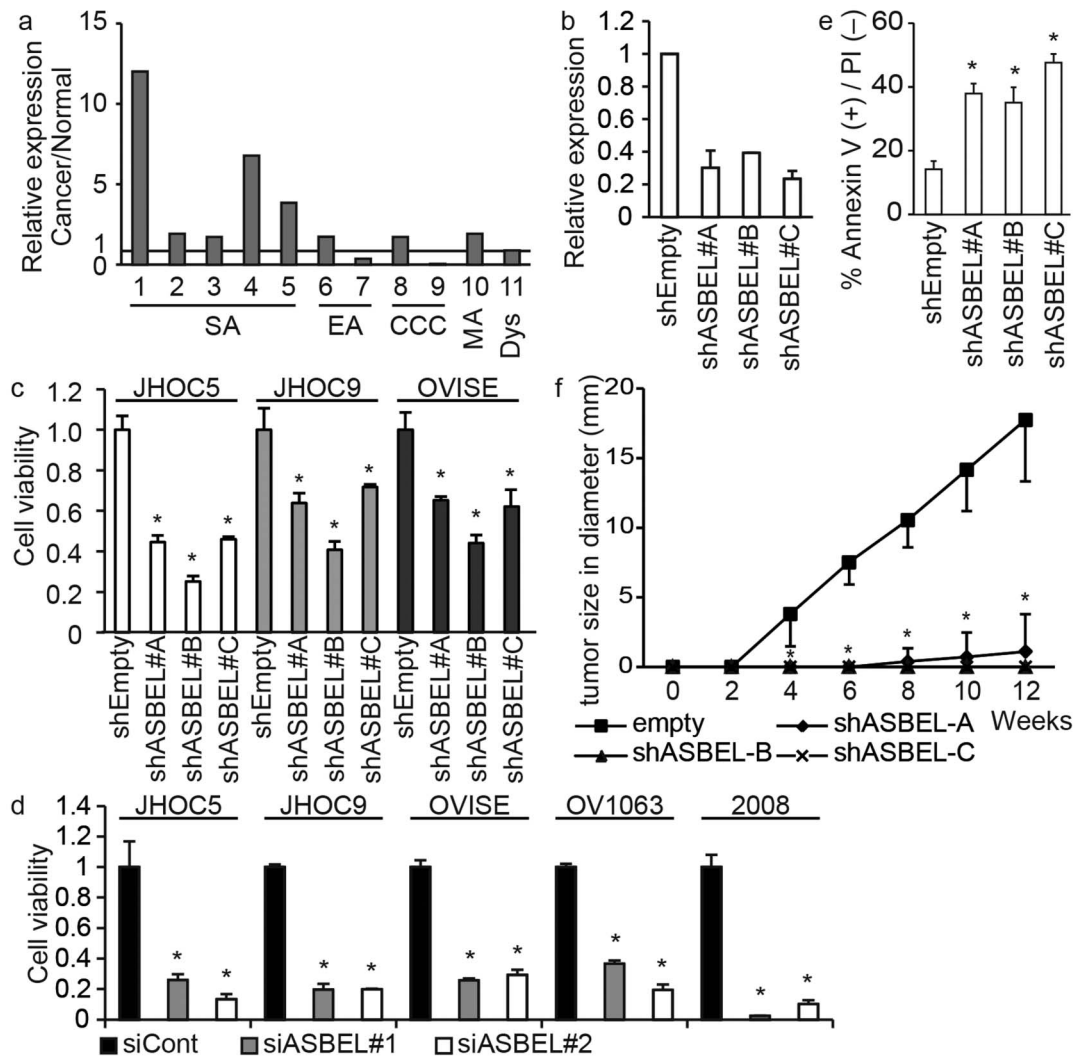 a
Relative expression
Cancer/Normal
15
10
5
1
0
1 2 3 4 5 6 7 8 9 10 11
SA EA CCC MA Dys
b
Relative expression
1.2
1
0.8
0.6
0.4
0.2
0
shEmpty
shASBEL#A
shASBEL#B
shASBEL#C
e
% Annexin V (+) / PI (–)
60
40
20
0
* * *
shEmpty
shASBEL#A
shASBEL#B
shASBEL#C
c
JHOC5 JHOC9 OVISE
Cell viability
1.2
1.0
0.8
0.6
0.4
0.2
0
* * * * * * * * *
shEmpty
shASBEL#A
shASBEL#B
shASBEL#C
shEmpty
shASBEL#A
shASBEL#B
shASBEL#C
shEmpty
shASBEL#A
shASBEL#B
shASBEL#C
f
tumor size in diameter (mm)
20
15
10
5
0
* * * * *
0 2 4 6 8 10 12
Weeks
empty shASBEL-A
shASBEL-B shASBEL-C
d
JHOC5 JHOC9 OVISE OV1063 2008
Cell viability
1.4
1.2
1
0.8
0.6
0.4
0.2
0
* * * * * * * * * *
siCont siASBEL#1 siASBEL#2